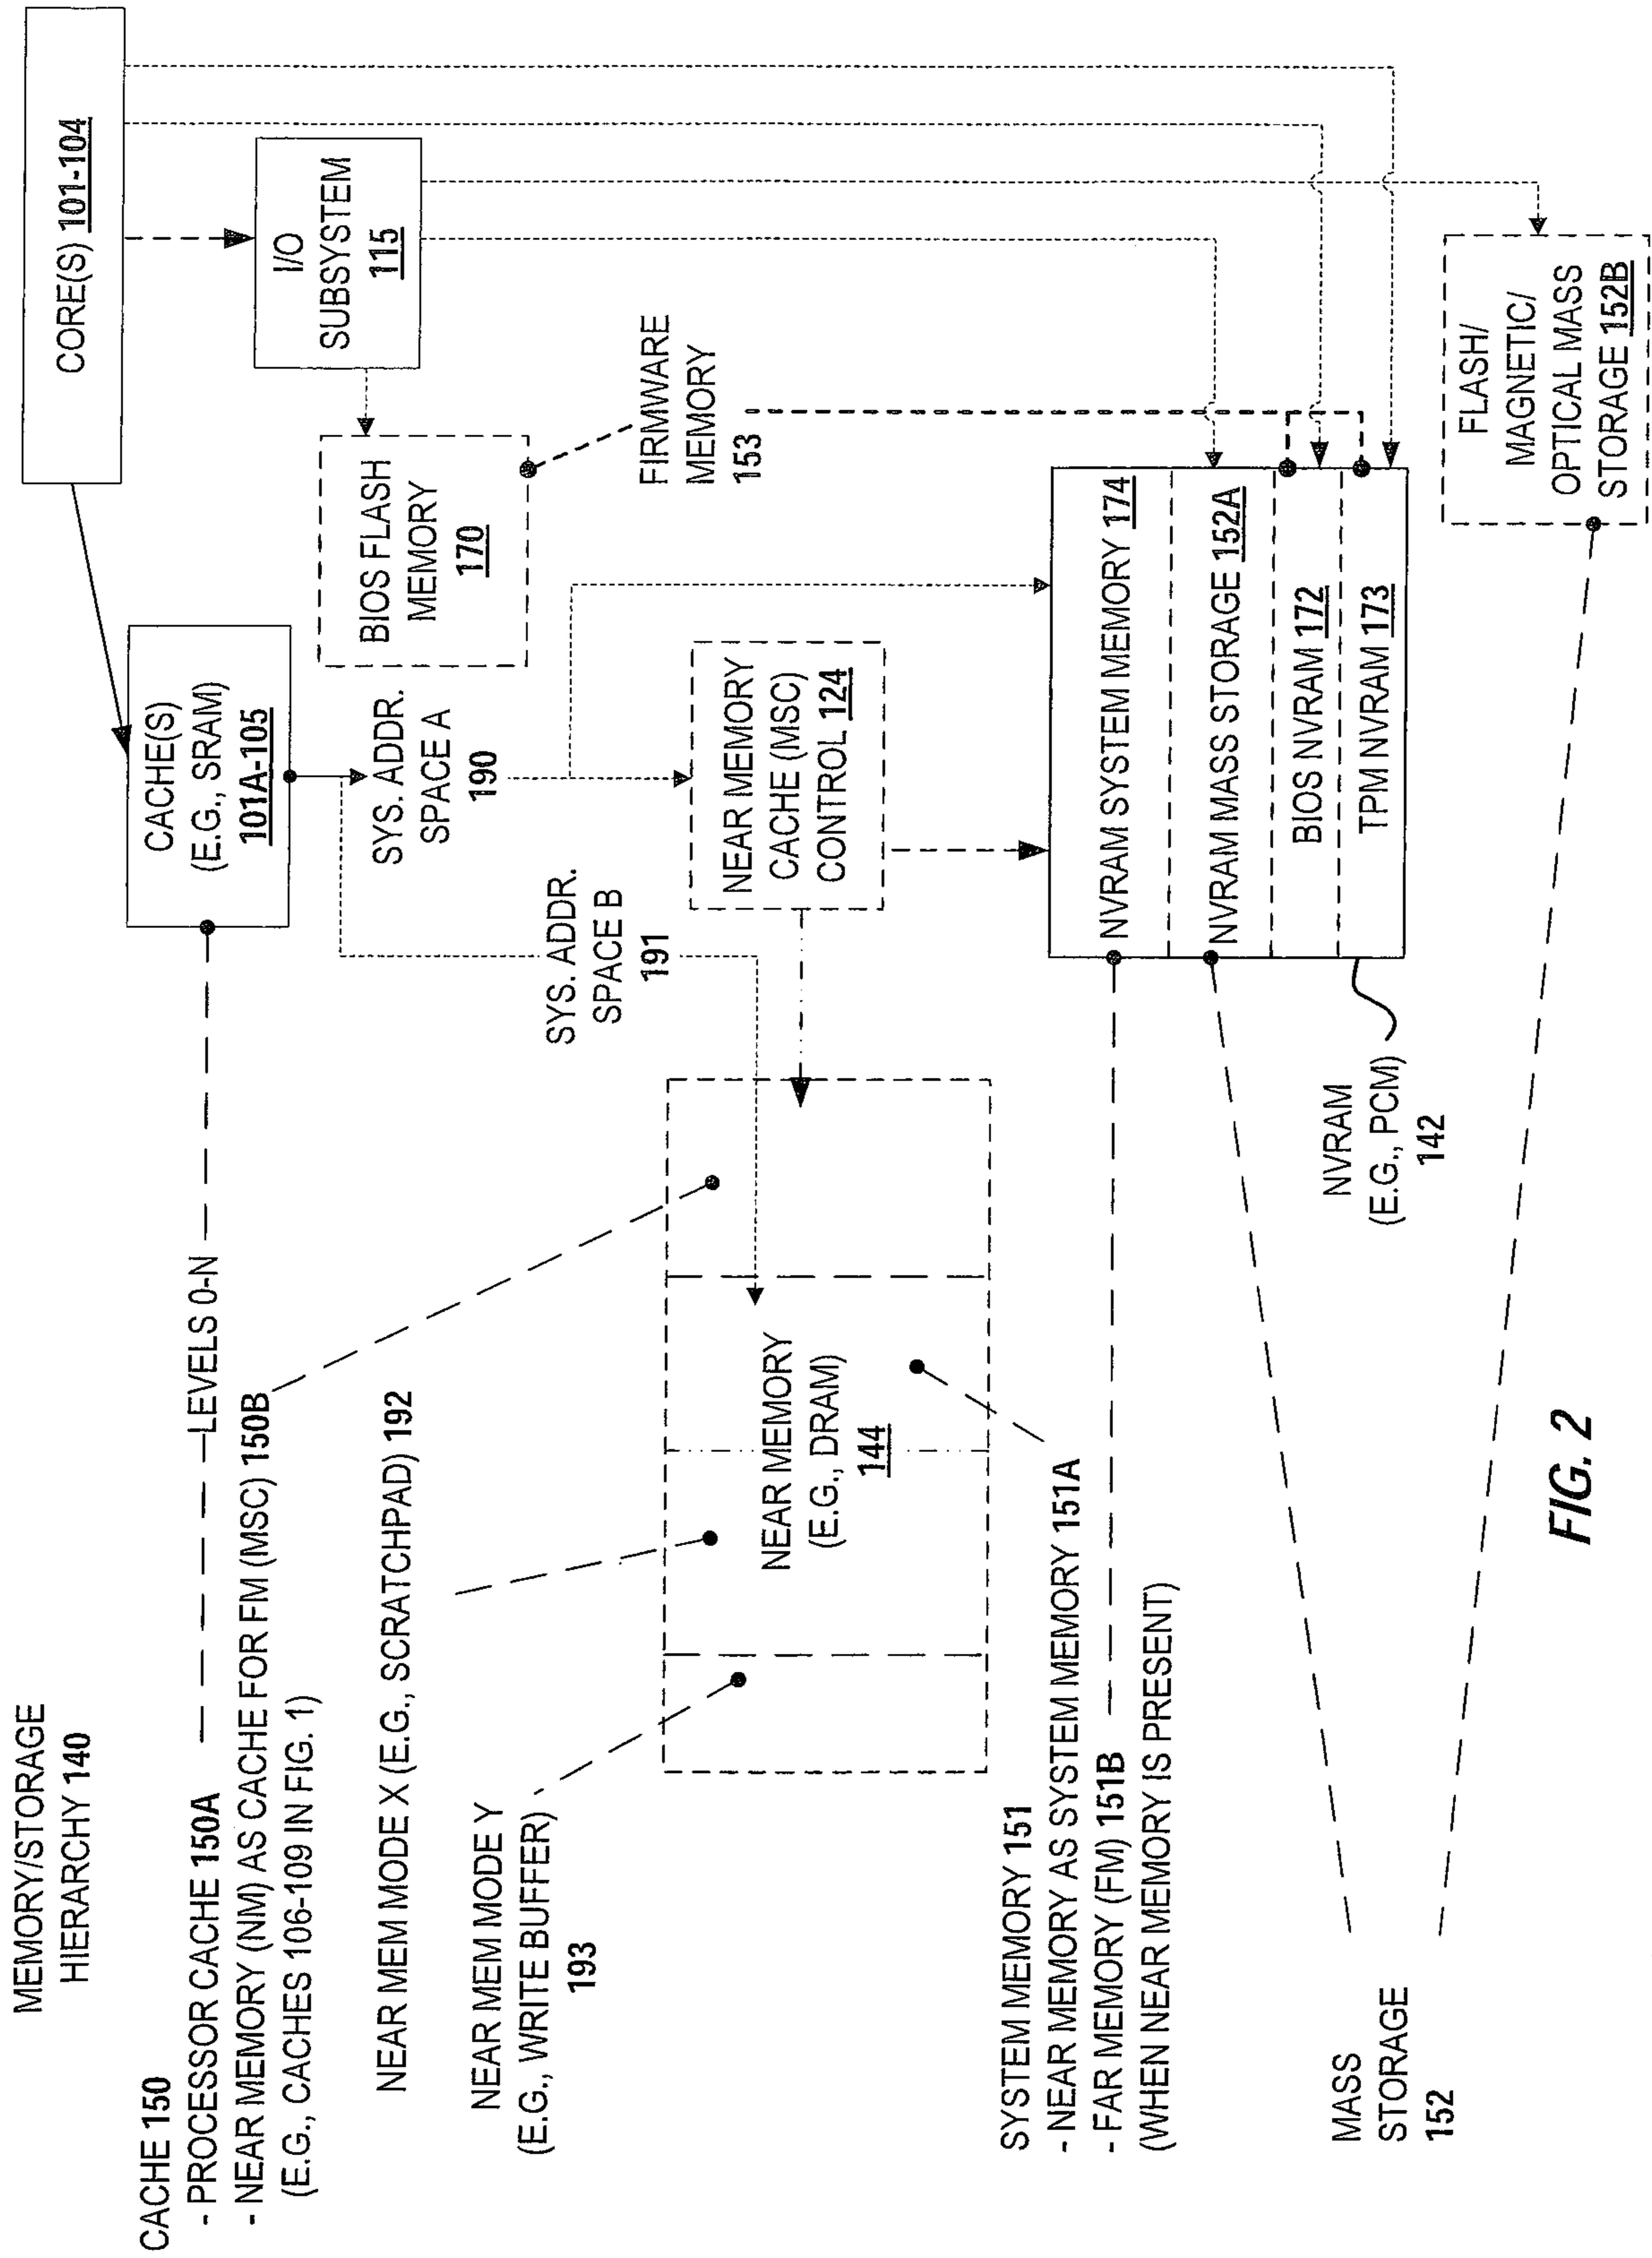 MEMORY/STORAGE
HIERARCHY 140
CACHE 150
- PROCESSOR CACHE 150A
LEVELS 0-N
- NEAR MEMORY (NM) AS CACHE FOR FM (MSC) 150B
(E.G., CACHES 106-109 IN FIG. 1)
NEAR MEM MODE X (E.G., SCRATCHPAD) 192
NEAR MEM MODE Y
(E.G., WRITE BUFFER)
193
SYSTEM MEMORY 151
- NEAR MEMORY AS SYSTEM MEMORY 151A
- FAR MEMORY (FM) 151B
(WHEN NEAR MEMORY IS PRESENT)
MASS
STORAGE
152
CORE(S) 101-104
CACHE(S)
(E.G., SRAM)
101A-105
I/O
SUBSYSTEM
115
BIOS FLASH
MEMORY
170
FIRMWARE
MEMORY
153
SYS. ADDR.
SPACE A
190
SYS. ADDR.
SPACE B
191
NEAR MEMORY
CACHE (MSC)
CONTROL 124
NEAR MEMORY
(E.G., DRAM)
144
NVRAM SYSTEM MEMORY 174
NVRAM MASS STORAGE 152A
BIOS NVRAM 172
TPM NVRAM 173
NVRAM
(E.G., PCM)
142
FLASH/
MAGNETIC/
OPTICAL MASS
STORAGE 152B
FIG. 2